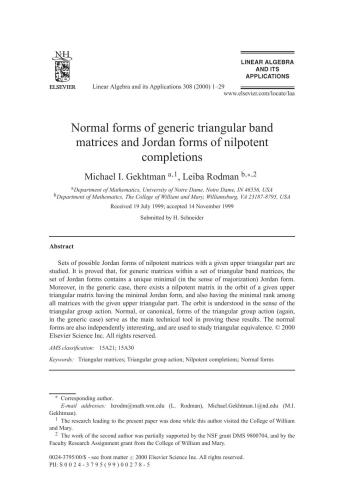 NH
ELSEVIER
LINEAR ALGEBRA
AND ITS
APPLICATIONS
Linear Algebra and its Applications 308 (2000) 1–29
www.elsevier.com/locate/laa
Normal forms of generic triangular band
matrices and Jordan forms of nilpotent
completions
Michael I. Gekhtman a,1, Leiba Rodman b,∗,2
a Department of Mathematics, University of Notre Dame, Notre Dame, IN 46556, USA
b Department of Mathematics, The College of William and Mary, Williamsburg, VA 23187-8795, USA
Received 19 July 1999; accepted 14 November 1999
Submitted by H. Schneider
Abstract
Sets of possible Jordan forms of nilpotent matrices with a given upper triangular part are
studied. It is proved that, for generic matrices within a set of triangular band matrices, the
set of Jordan forms contains a unique minimal (in the sense of majorization) Jordan form.
Moreover, in the generic case, there exists a nilpotent matrix in the orbit of a given upper
triangular matrix having the minimal Jordan form, and also having the minimal rank among
all matrices with the given upper triangular part. The orbit is understood in the sense of the
triangular group action. Normal, or canonical, forms of the triangular group action (again,
in the generic case) serve as the main technical tool in proving these results. The normal
forms are also independently interesting, and are used to study triangular equivalence. © 2000
Elsevier Science Inc. All rights reserved.
AMS classification: 15A21; 15A30
Keywords: Triangular matrices; Triangular group action; Nilpotent completions; Normal forms
∗ Corresponding author.
E-mail addresses: lxrodm@math.wm.edu (L. Rodman), Michael.Gekhtman.1@nd.edu (M.I.
Gekhtman).
1 The research leading to the present paper was done while this author visited the College of William
and Mary.
2 The work of the second author was partially supported by the NSF grant DMS 9800704, and by the
Faculty Research Assignment grant from the College of William and Mary.
0024-3795/00/$ - see front matter © 2000 Elsevier Science Inc. All rights reserved.
PII: S 0 0 2 4 - 3 7 9 5 ( 9 9 ) 0 0 2 7 8 - 5